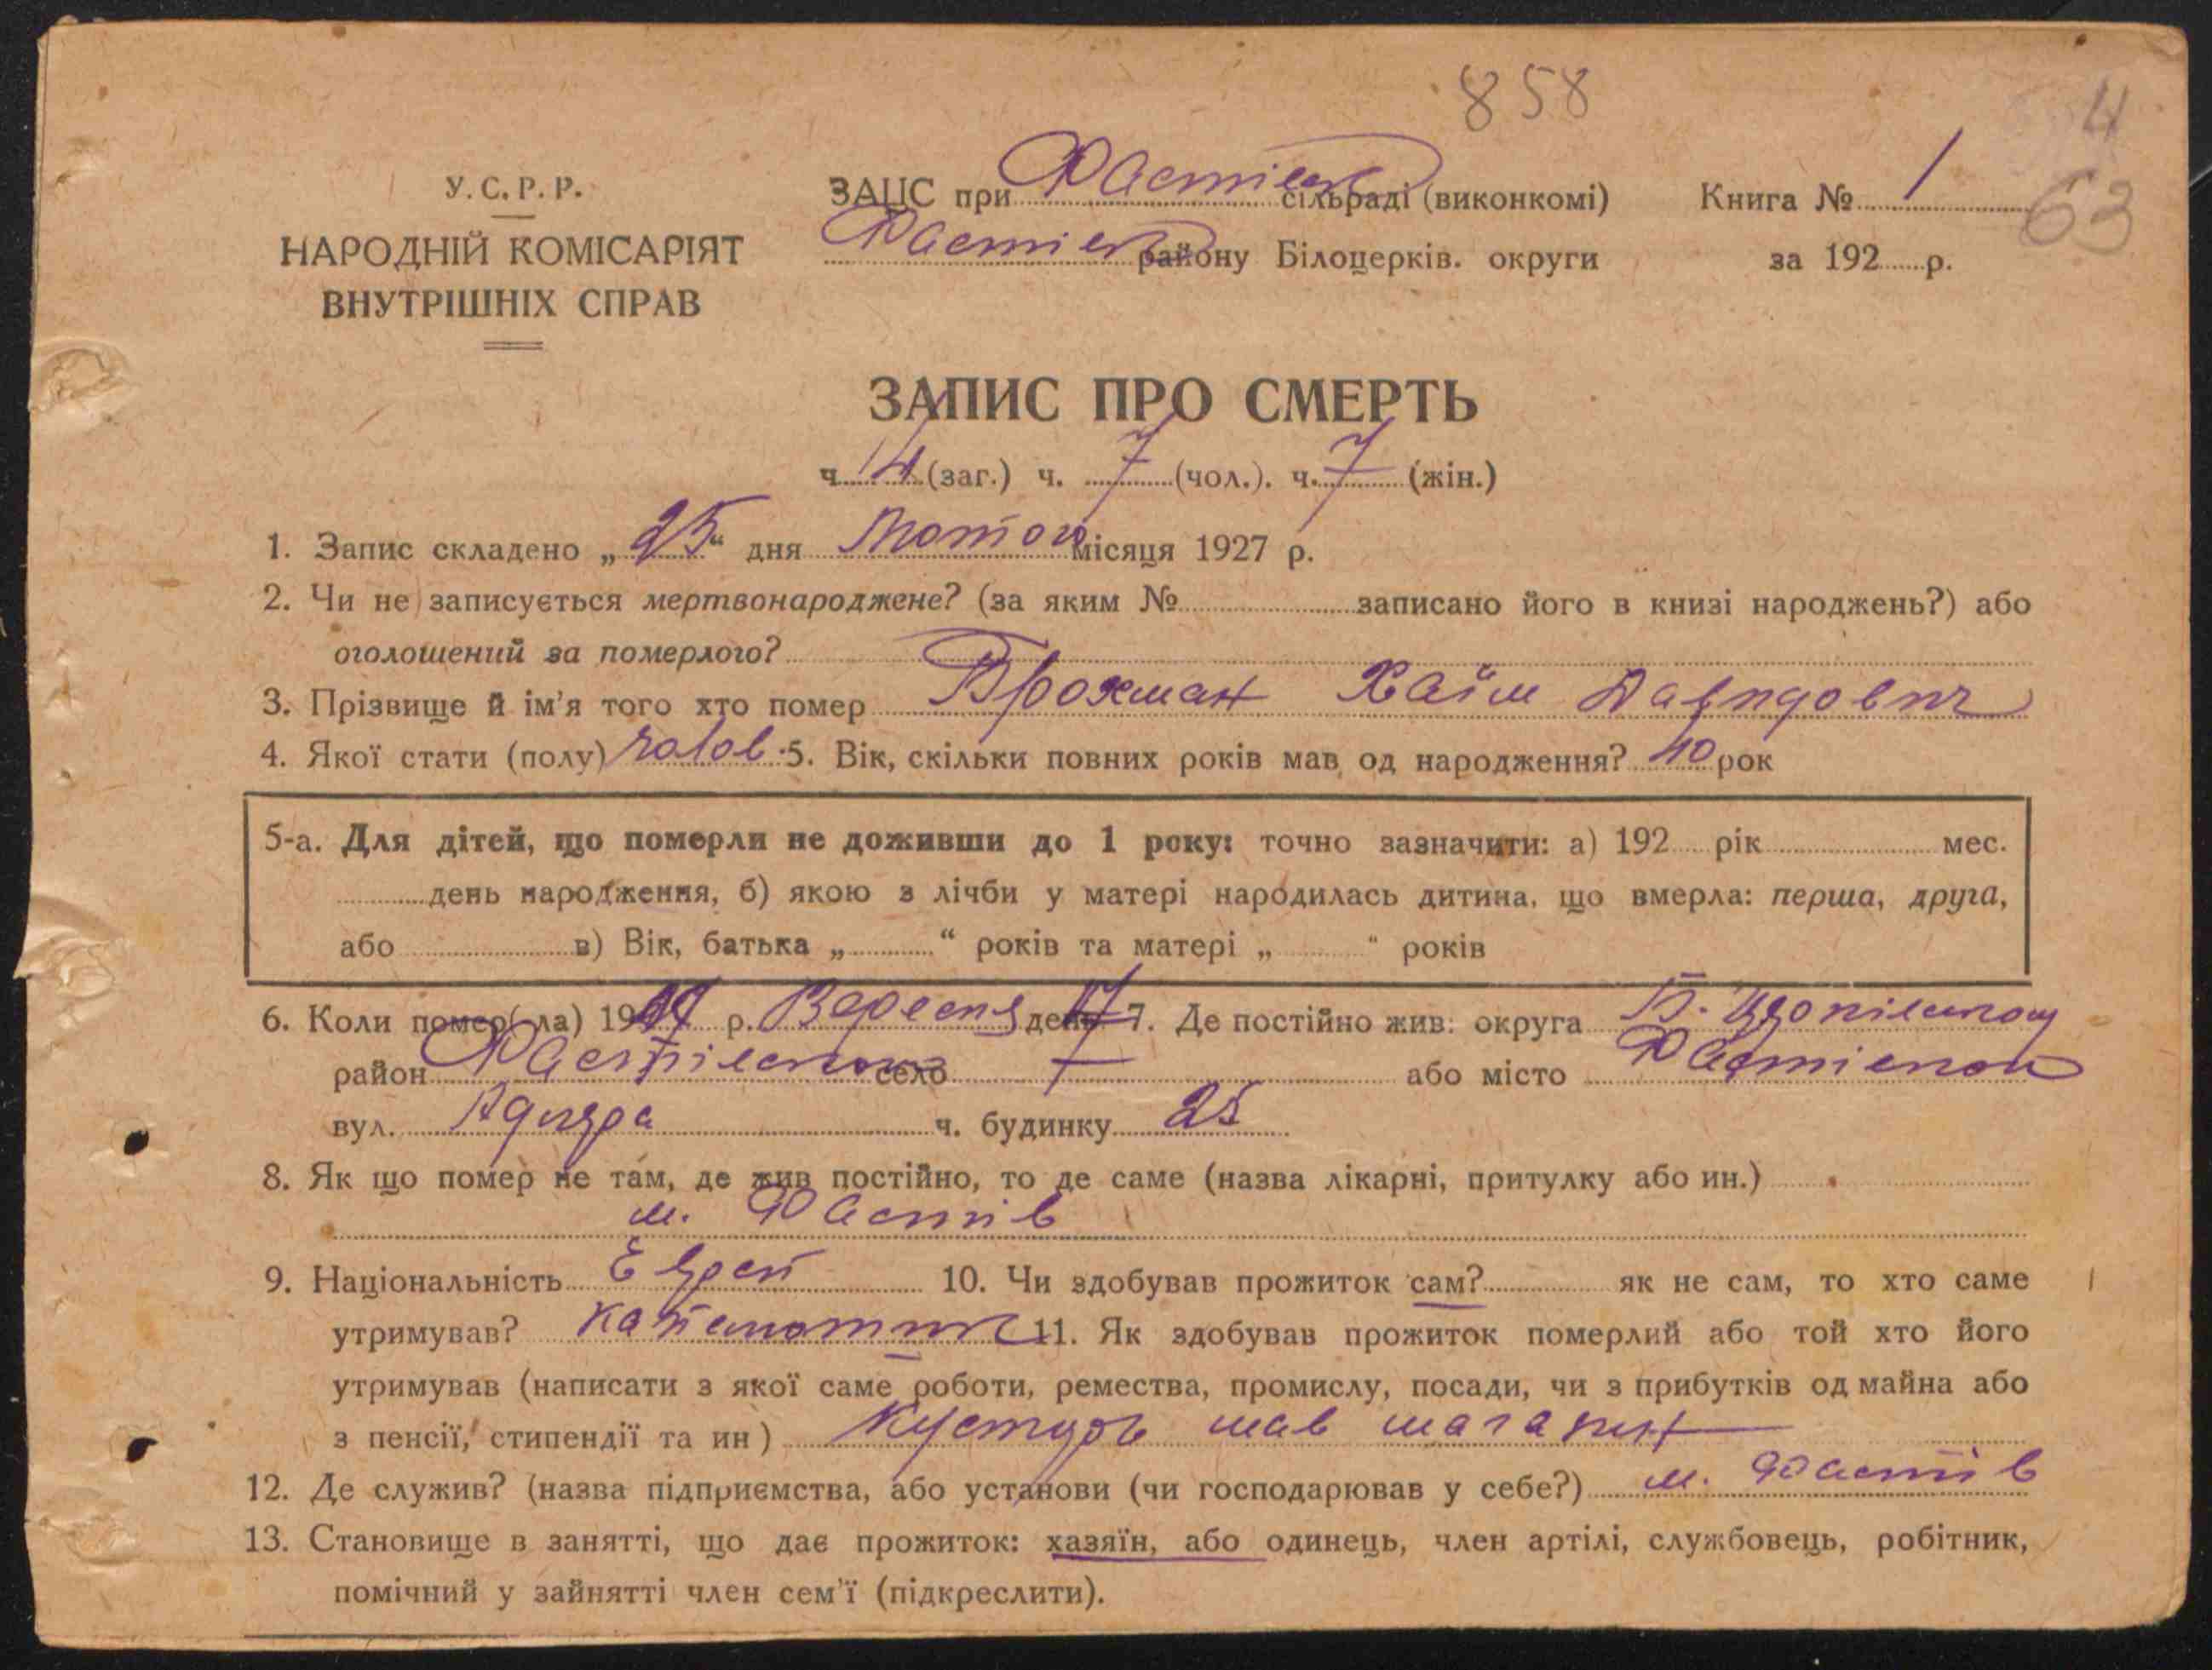 858
4
63
У. С. Р. Р.
НАРОДНІЙ КОМІСАРІЯТ
ВНУТРІШНІХ СПРАВ
ЗАЦС при Фастівс сільраді (виконкомі)
Фастівс району Білоцерків. округи
Книга № 1
за 192 р.
ЗАПИС ПРО СМЕРТЬ
ч. 14 (заг.) ч. 7 (чол.). ч. 7 (жін.)
1. Запис складено „ 25 “ дня Лютого місяця 1927 р.
2. Чи не записується мертвонароджене? (за яким № записано його в книзі народжень?) або
оголошений за померлого?
3. Прізвище й ім'я того хто помер Брохман Хаїм Давидович
4. Якої стати (полу) чолов. 5. Вік, скільки повних років мав од народження? 40 рок
5-а. Для дітей, що померли не доживши до 1 року: точно зазначити: а) 192 рік мес.
день народження, б) якою з лічби у матері народилась дитина, що вмерла: перша, друга,
або в) Вік, батька „ “ років та матері „ “ років
6. Коли помер(-ла) 1919 р. Вересня день 17 7. Де постійно жив: округа
район Фастівськ село — або місто
вул. ч. будинку 25
8. Як що помер не там, де жив постійно, то де саме (назва лікарні, притулку або ин.)
м. Фастів
9. Національність Еврей 10. Чи здобував прожиток сам? як не сам, то хто саме
утримував? 11. Як здобував прожиток померлий або той хто його
утримував (написати з якої саме роботи, ремества, промислу, посади, чи з прибутків од майна або
з пенсії, стипендії та ин ) мав магазин
12. Де служив? (назва підприємства, або установи (чи господарював у себе?) м. Фастів
13. Становище в занятті, що дає прожиток: хазяїн, або одинець, член артілі, службовець, робітник,
помічний у зайнятті член сем'ї (підкреслити).